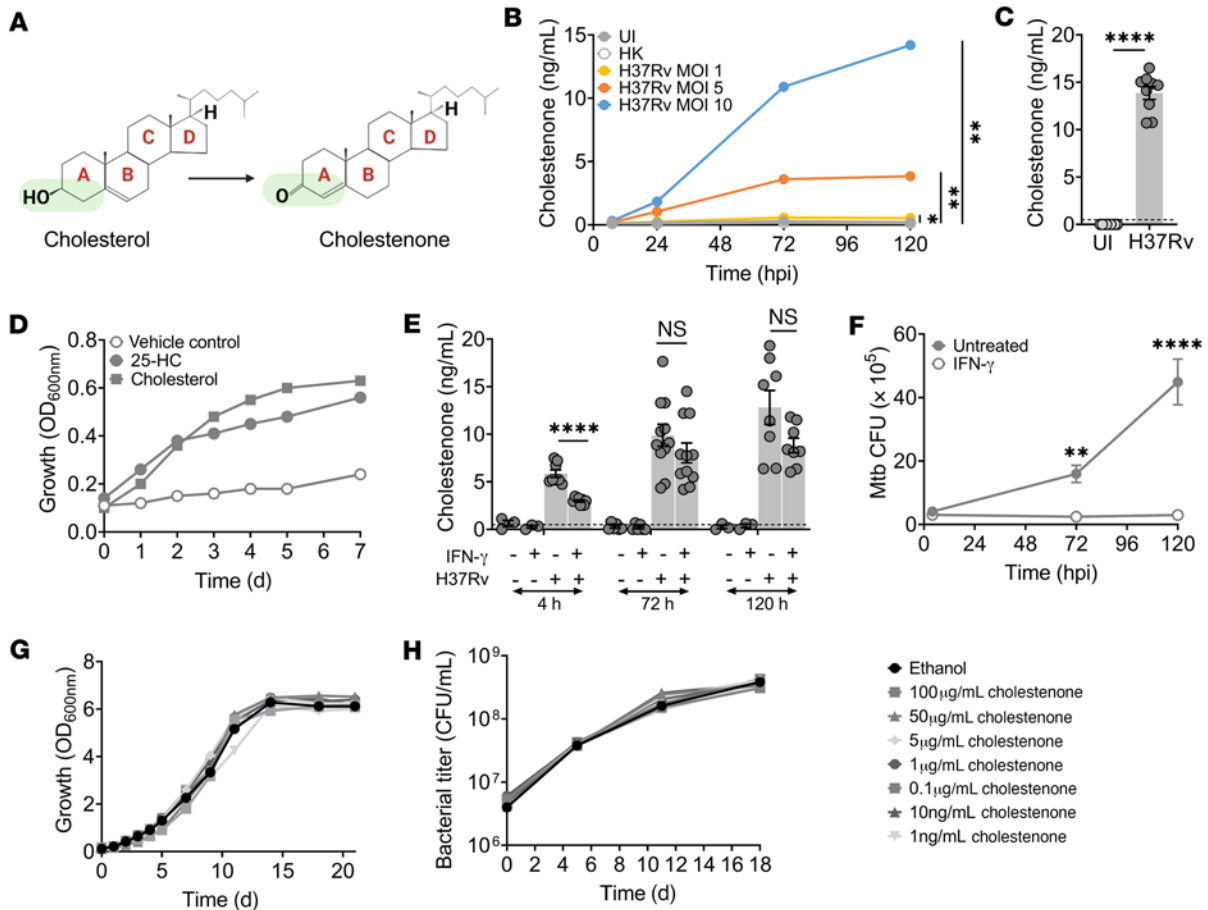 A
H
C
D
A
B
HO
Cholesterol
H
C
D
A
B
O
Cholestenone
B
Cholestenone (ng/mL)
15
10
5
0
UI
HK
H37Rv MOI 1
H37Rv MOI 5
H37Rv MOI 10
**
**
*
0
24
48
72
96
120
Time (hpi)
C
Cholestenone (ng/mL)
20
15
10
5
0
****
UI
H37Rv
D
Growth (OD600nm)
0.8
0.6
0.4
0.2
0.0
Vehicle control
25-HC
Cholesterol
0
1
2
3
4
5
6
7
Time (d)
E
Cholestenone (ng/mL)
20
15
10
5
0
****
NS
NS
IFN-γ - + - + - + - + - + - +
H37Rv - - + + - - + + - - + +
4 h
72 h
120 h
F
Mtb CFU (× 10⁵)
60
40
20
0
Untreated
IFN-γ
**
****
0
24
48
72
96
120
Time (hpi)
G
Growth (OD600nm)
8
6
4
2
0
0
5
10
15
20
Time (d)
H
Bacterial titer (CFU/mL)
10⁹
10⁸
10⁷
10⁶
0
2
4
6
8
10
12
14
16
18
Time (d)
Ethanol
100μg/mL cholestenone
50μg/mL cholestenone
5μg/mL cholestenone
1μg/mL cholestenone
0.1μg/mL cholestenone
10ng/mL cholestenone
1ng/mL cholestenone